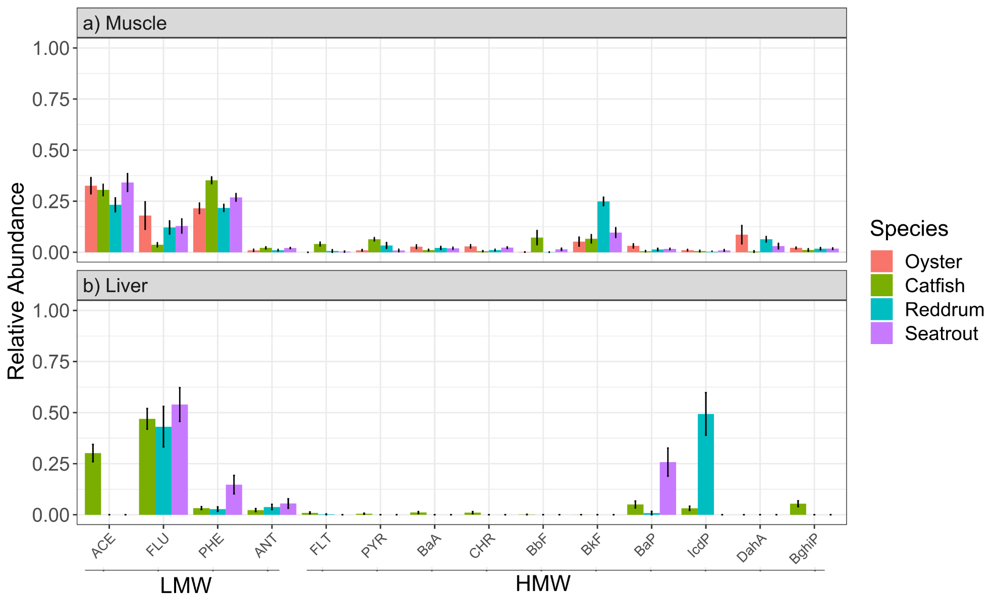 a) Muscle
1.00
0.75
0.50
0.25
0.00
b) Liver
1.00
0.75
0.50
0.25
0.00
Relative Abundance
ACE
FLU
PHE
ANT
FLT
PYR
BaA
CHR
BbF
BkF
BaP
IcdP
DahA
BghiP
LMW
HMW
Species
Oyster
Catfish
Reddrum
Seatrout